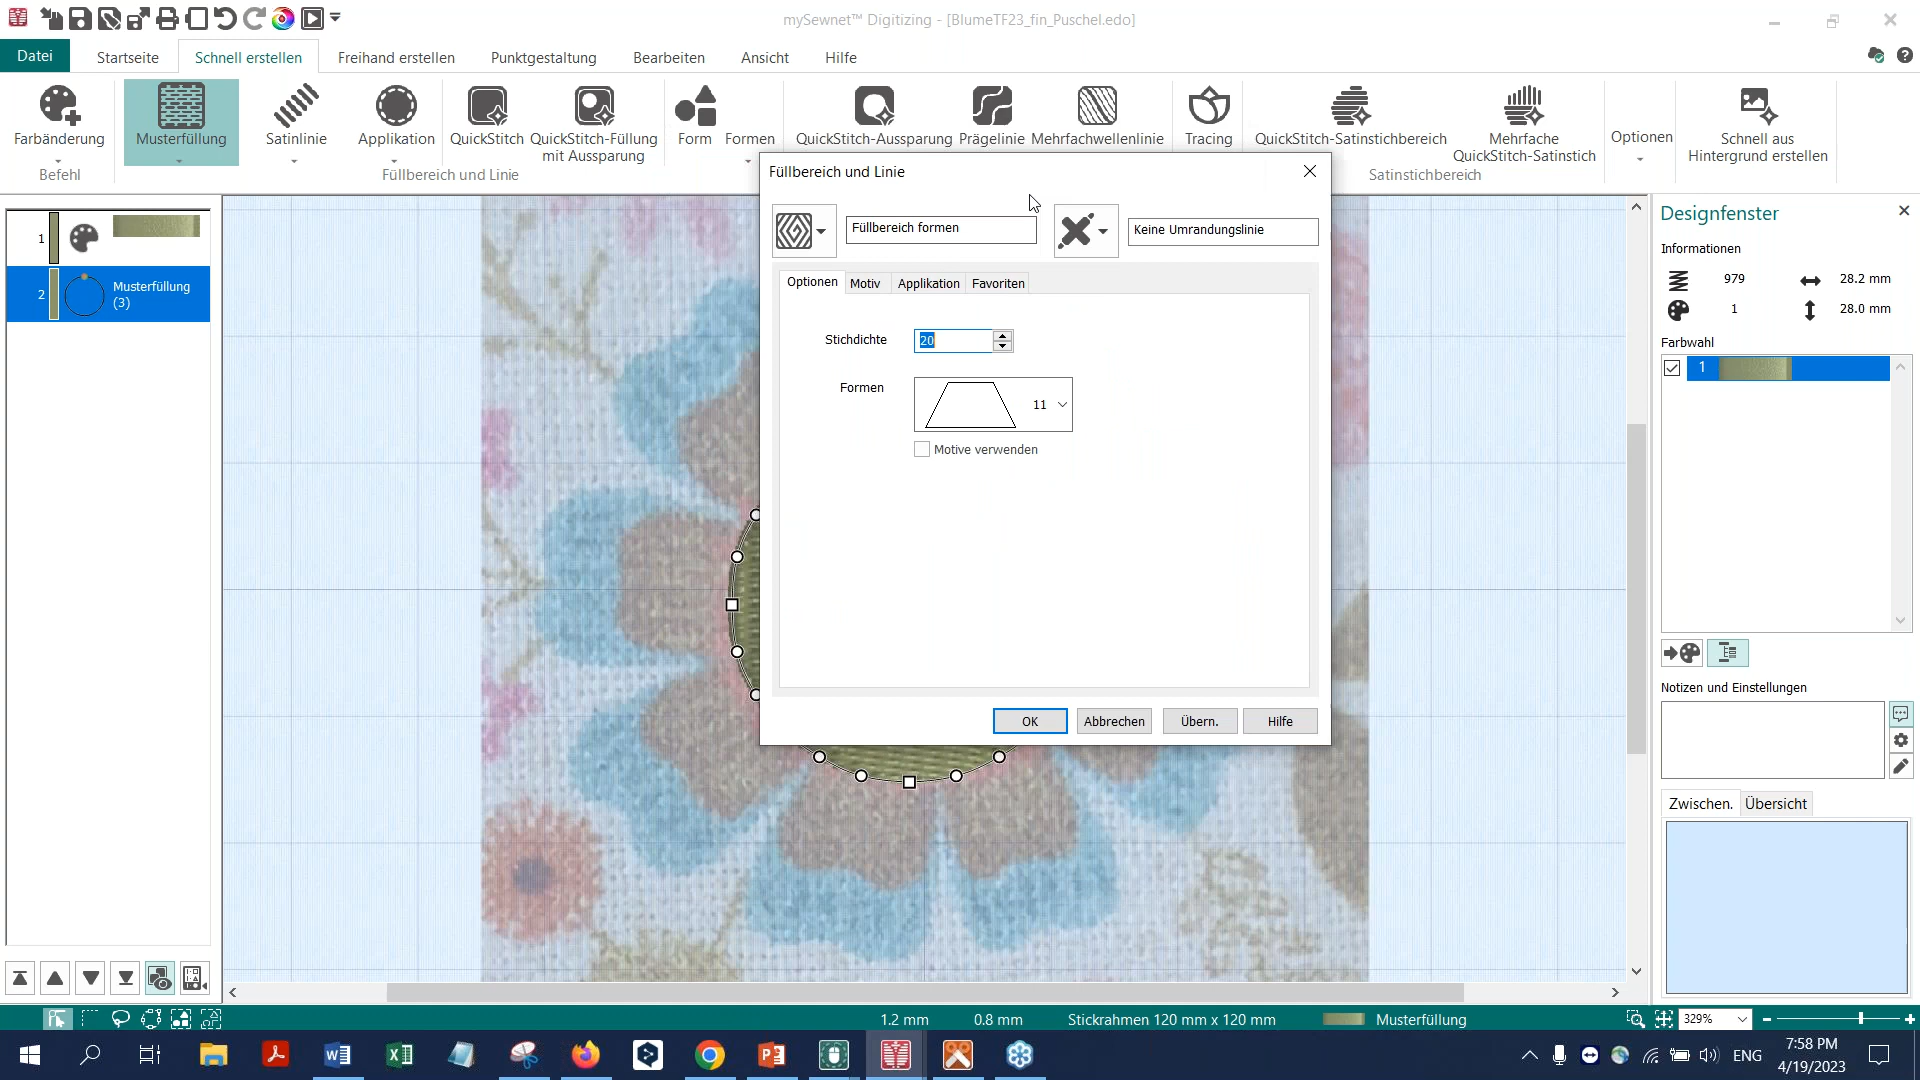 mySewnet™ Digitizing - [BlumeTF23_fin_Puschel.edo]
Datei
Startseite
Schnell erstellen
Freihand erstellen
Punktgestaltung
Bearbeiten
Ansicht
Hilfe
Farbänderung
Musterfüllung
Satinlinie
Applikation
QuickStitch
QuickStitch-Füllung
mit Aussparung
Form
Formen
QuickStitch-Aussparung
Prägelinie
Mehrfachwellenlinie
Tracing
QuickStitch-Satinstichbereich
Mehrfache
QuickStitch-Satinstich
Optionen
Schnell aus
Hintergrund erstellen
Befehl
Füllbereich und Linie
Satinstichbereich
1
2
Musterfüllung
(3)
Füllbereich und Linie
Füllbereich formen
Keine Umrandungslinie
Optionen
Motiv
Applikation
Favoriten
Stichdichte
20
Formen
11
Motive verwenden
OK
Abbrechen
Übern.
Hilfe
Designfenster
Informationen
979
28.2 mm
1
28.0 mm
Farbwahl
1
Notizen und Einstellungen
Zwischen.
Übersicht
1.2 mm
0.8 mm
Stickrahmen 120 mm x 120 mm
Musterfüllung
329%
ENG
7:58 PM
4/19/2023